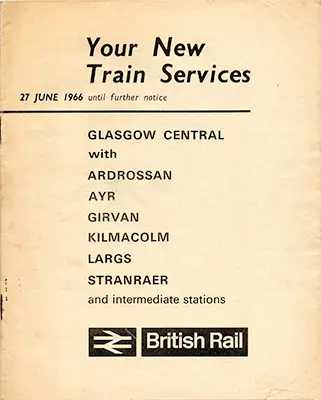 Your New
Train Services
27 JUNE 1966 until further notice
GLASGOW CENTRAL
with
ARDROSSAN
AYR
GIRVAN
KILMACOLM
LARGS
STRANRAER
and intermediate stations
British Rail